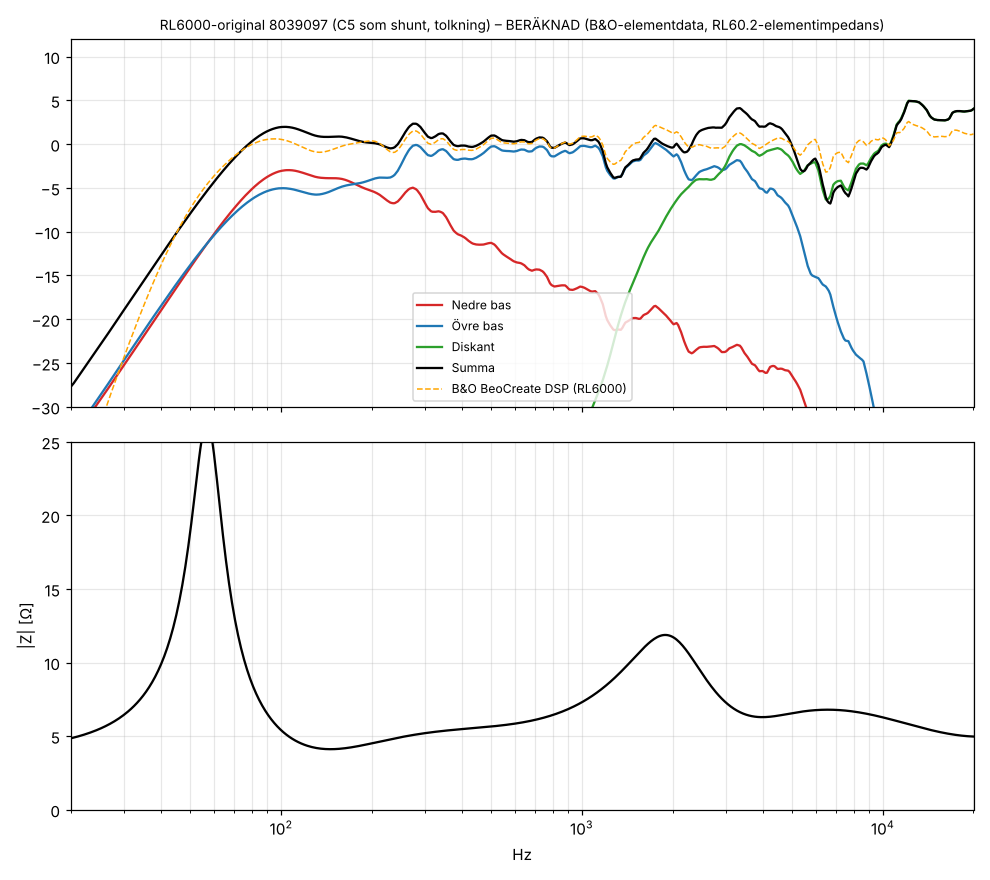 RL6000-original 8039097 (C5 som shunt, tolkning) – BERÄKNAD (B&O-elementdata, RL60.2-elementimpedans)
10
5
0
−5
−10
−15
−20
−25
−30
Nedre bas
Övre bas
Diskant
Summa
B&O BeoCreate DSP (RL6000)
25
20
15
10
5
0
|Z| [Ω]
10²
10³
10⁴
Hz